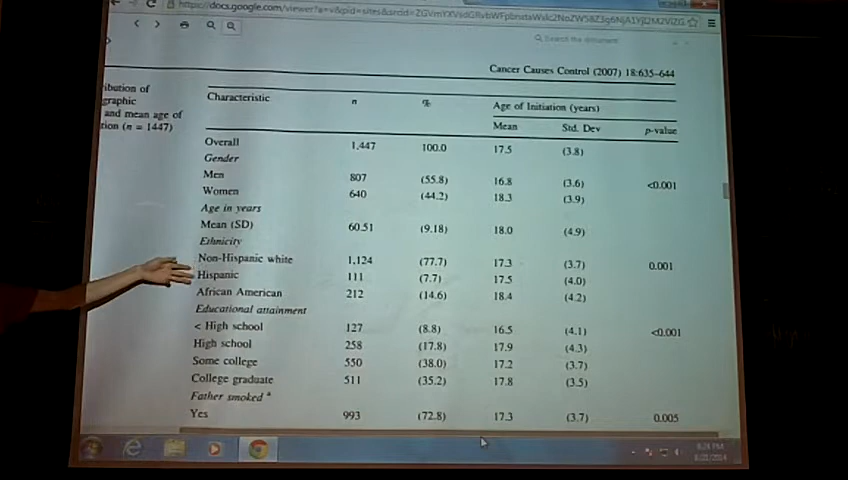 Search the document
Cancer Causes Control (2007) 18:635–644
ibution of
graphic
and mean age of
tion (n = 1447)
Characteristic n % Age of Initiation (years)
Mean Std. Dev p-value
Overall 1,447 100.0 17.5 (3.8)
Gender
Men 807 (55.8) 16.8 (3.6) <0.001
Women 640 (44.2) 18.3 (3.9)
Age in years
Mean (SD) 60.51 (9.18) 18.0 (4.9)
Ethnicity
Non-Hispanic white 1,124 (77.7) 17.3 (3.7) 0.001
Hispanic 111 (7.7) 17.5 (4.0)
African American 212 (14.6) 18.4 (4.2)
Educational attainment
< High school 127 (8.8) 16.5 (4.1) <0.001
High school 258 (17.8) 17.9 (4.3)
Some college 550 (38.0) 17.2 (3.7)
College graduate 511 (35.2) 17.8 (3.5)
Father smoked a
Yes 993 (72.8) 17.3 (3.7) 0.005